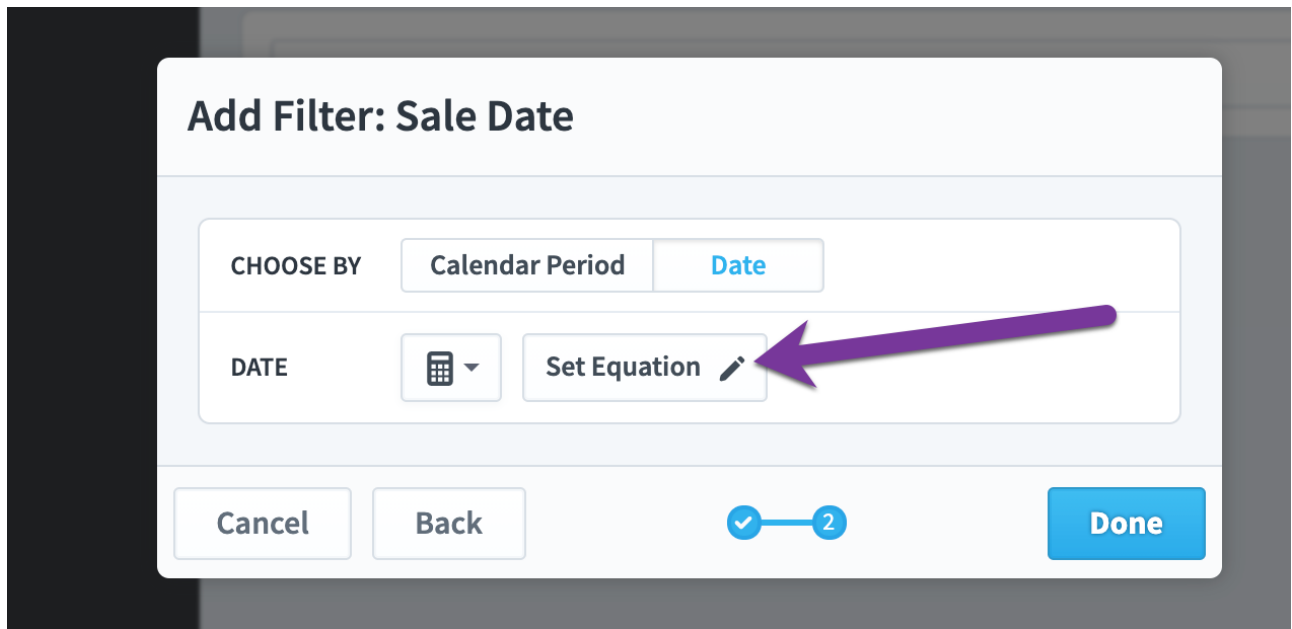 Add Filter: Sale Date
CHOOSE BY Calendar Period Date
DATE Set Equation
Cancel Back 2 Done